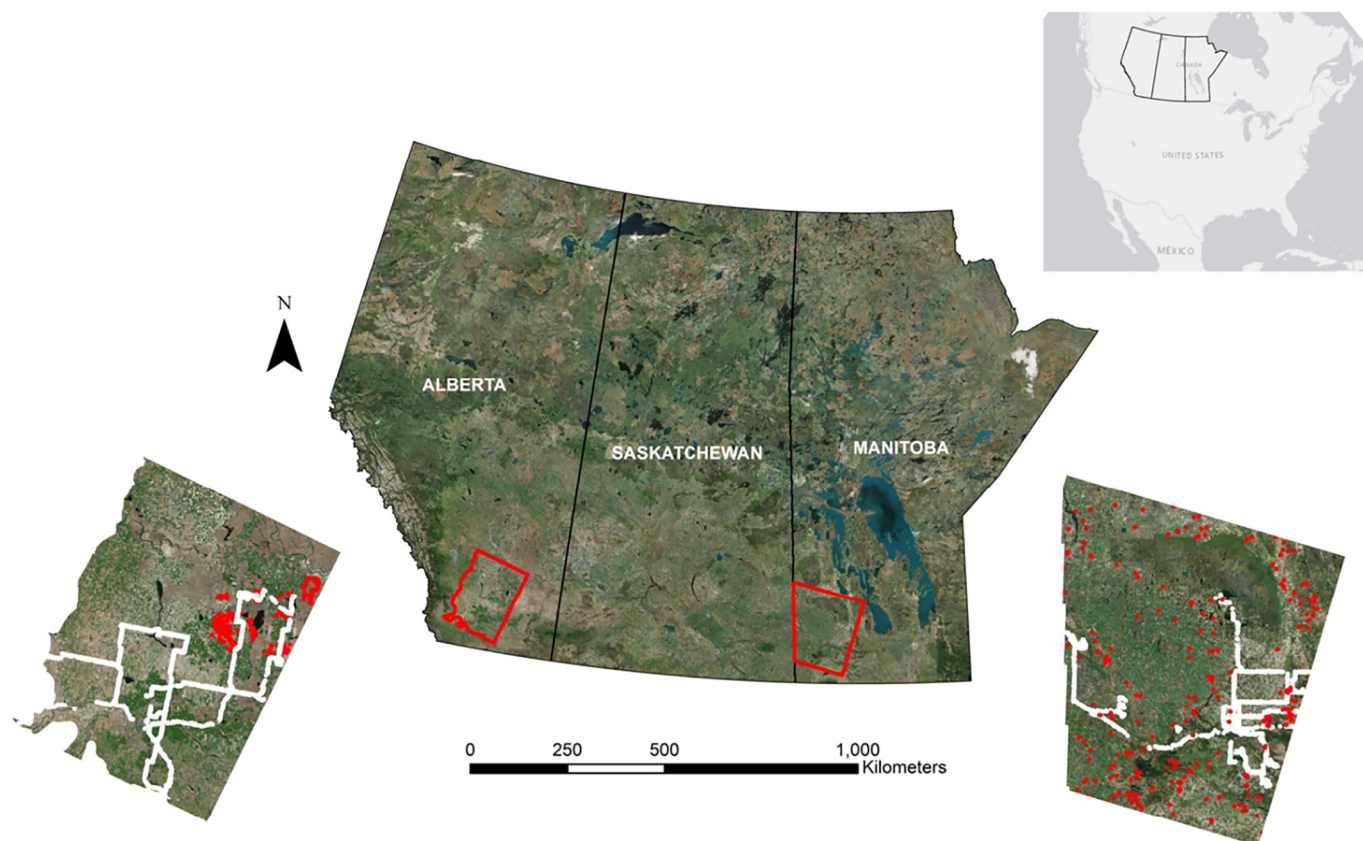 CANADA
UNITED STATES
MÉXICO
N
ALBERTA
SASKATCHEWAN
MANITOBA
0 250 500 1,000
Kilometers